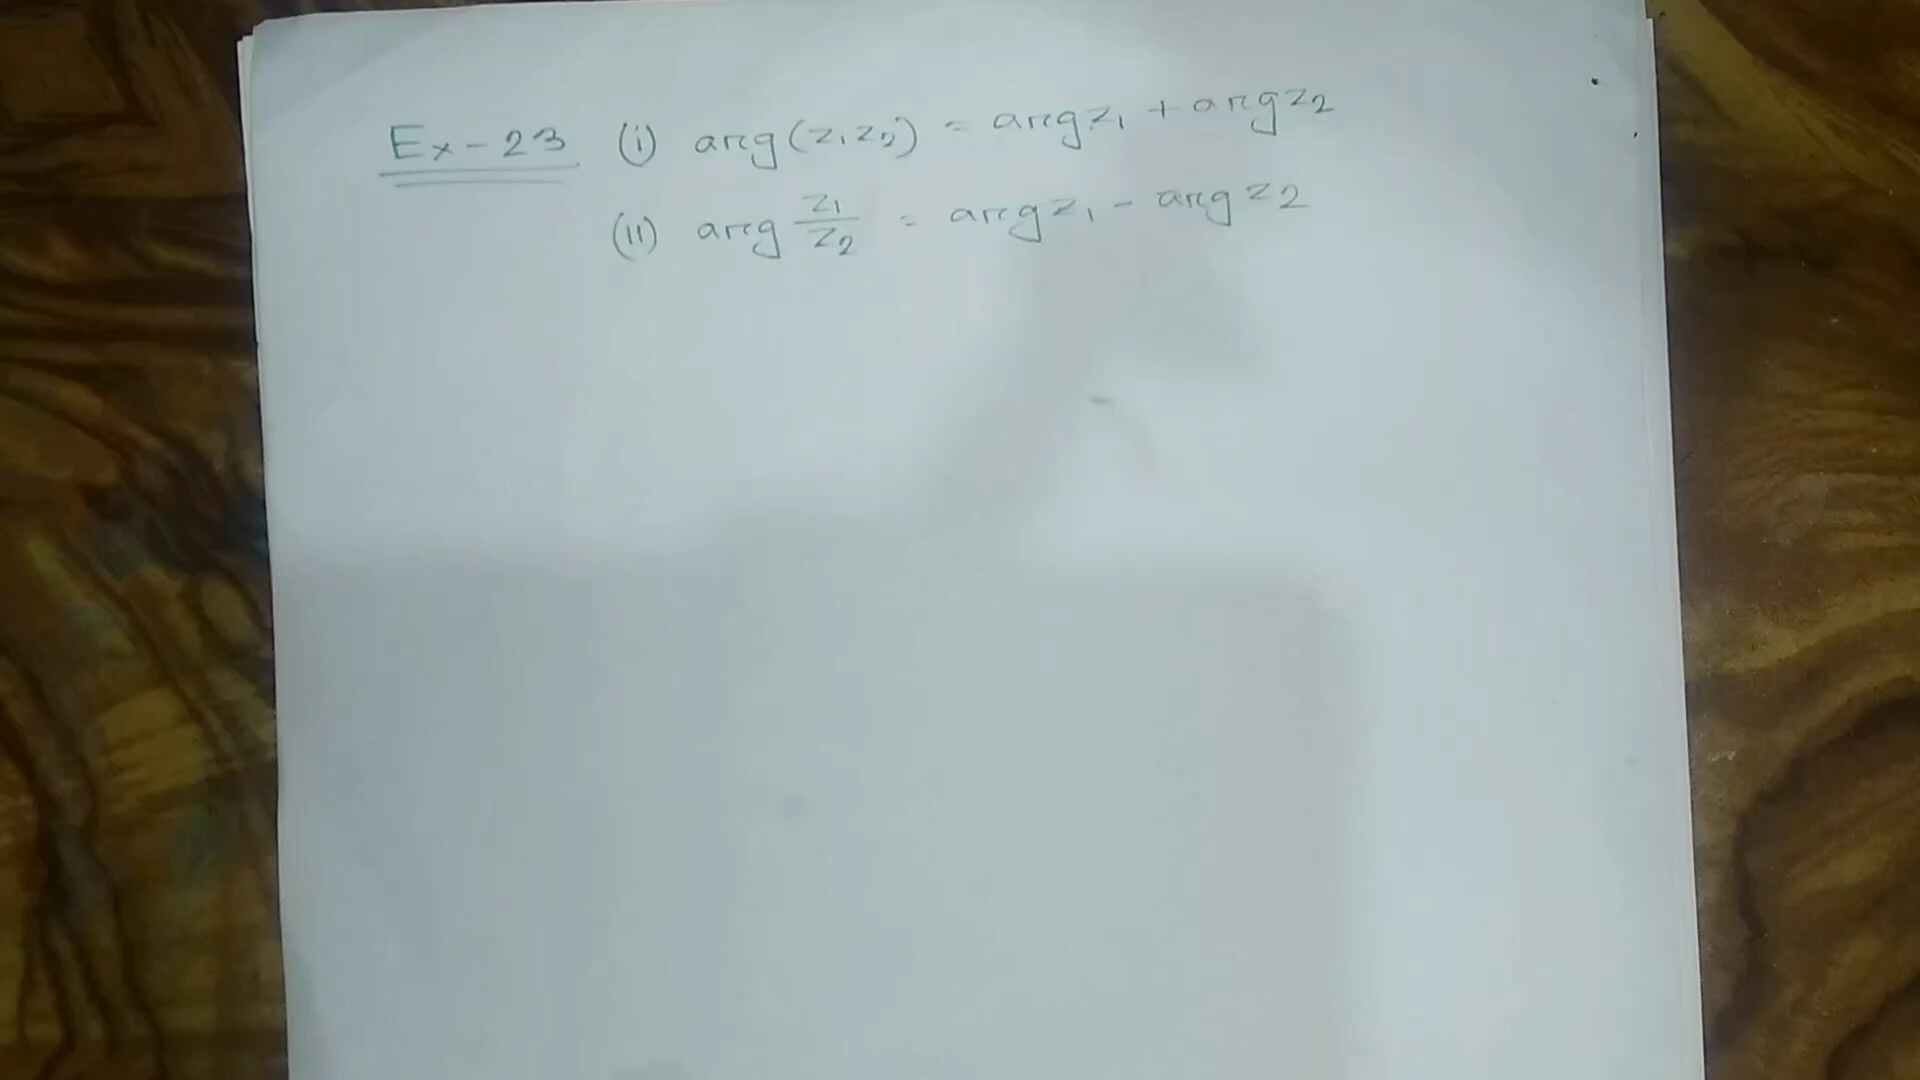 Ex-23 (i) arg(z₁z₂) = arg z₁ + arg z₂
(ii) arg z₁/z₂ = arg z₁ - arg z₂